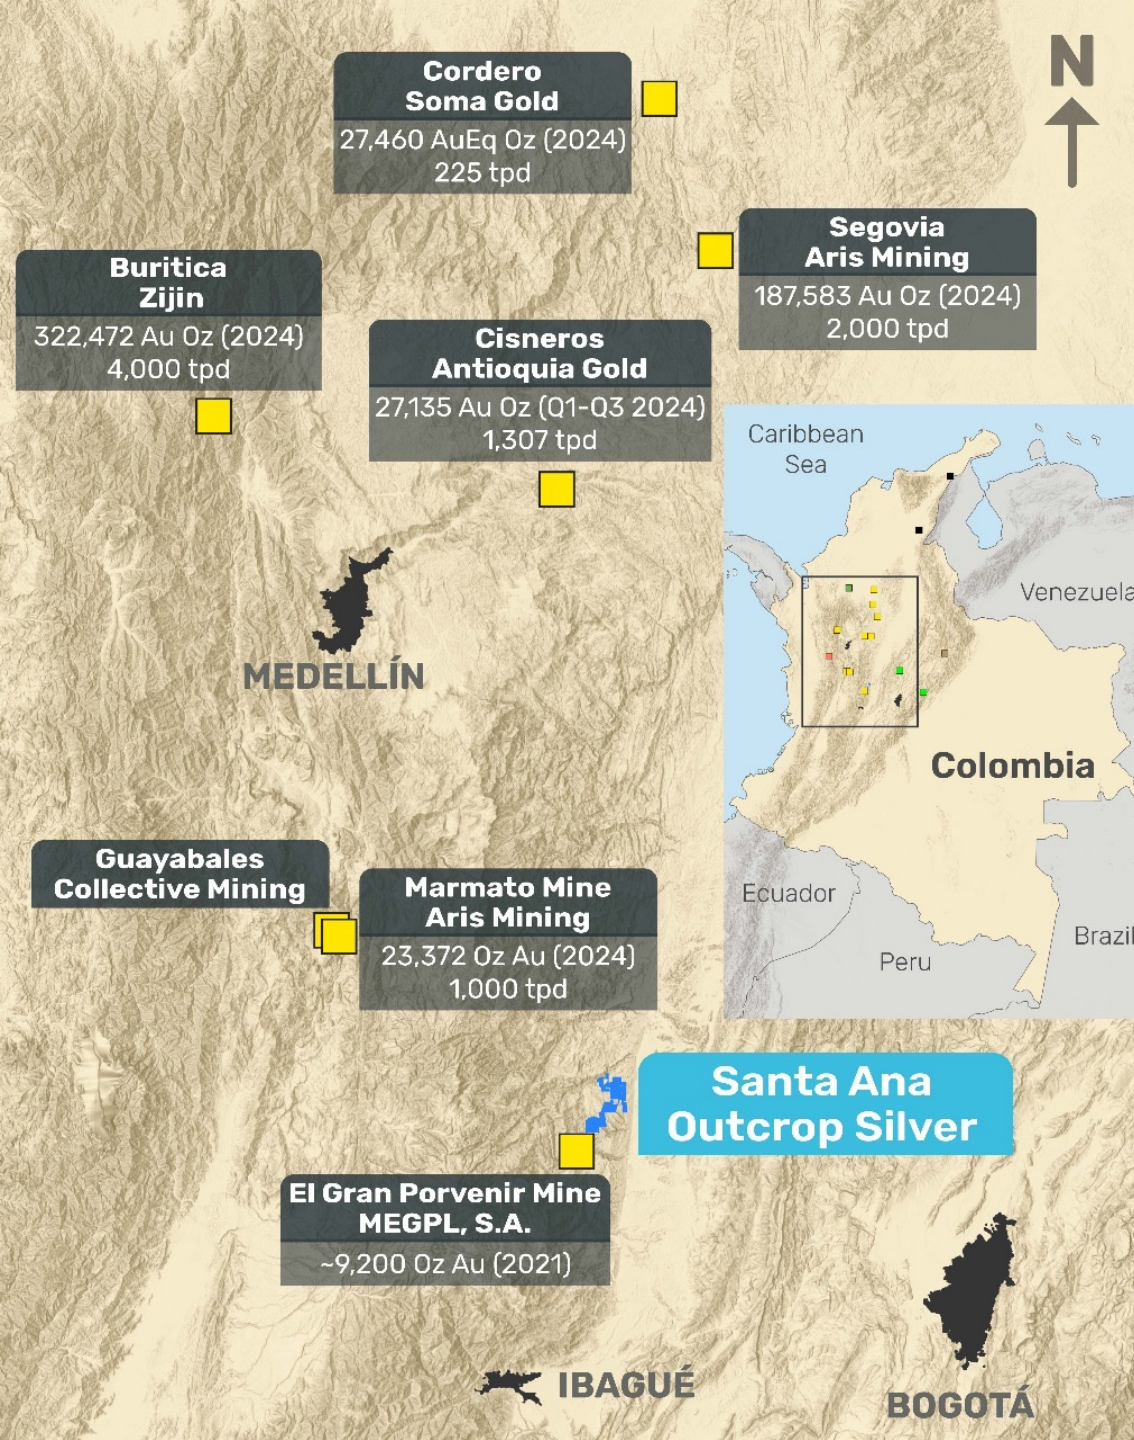 N
Cordero
Soma Gold
27,460 AuEq Oz (2024)
225 tpd
Segovia
Aris Mining
187,583 Au Oz (2024)
2,000 tpd
Buritica
Zijin
322,472 Au Oz (2024)
4,000 tpd
Cisneros
Antioquia Gold
27,135 Au Oz (Q1-Q3 2024)
1,307 tpd
Caribbean
Sea
Venezuela
Colombia
Ecuador
Peru
Brazil
MEDELLÍN
Guayabales
Collective Mining
Marmato Mine
Aris Mining
23,372 Oz Au (2024)
1,000 tpd
Santa Ana
Outcrop Silver
El Gran Porvenir Mine
MEGPL, S.A.
~9,200 Oz Au (2021)
IBAGUÉ
BOGOTÁ